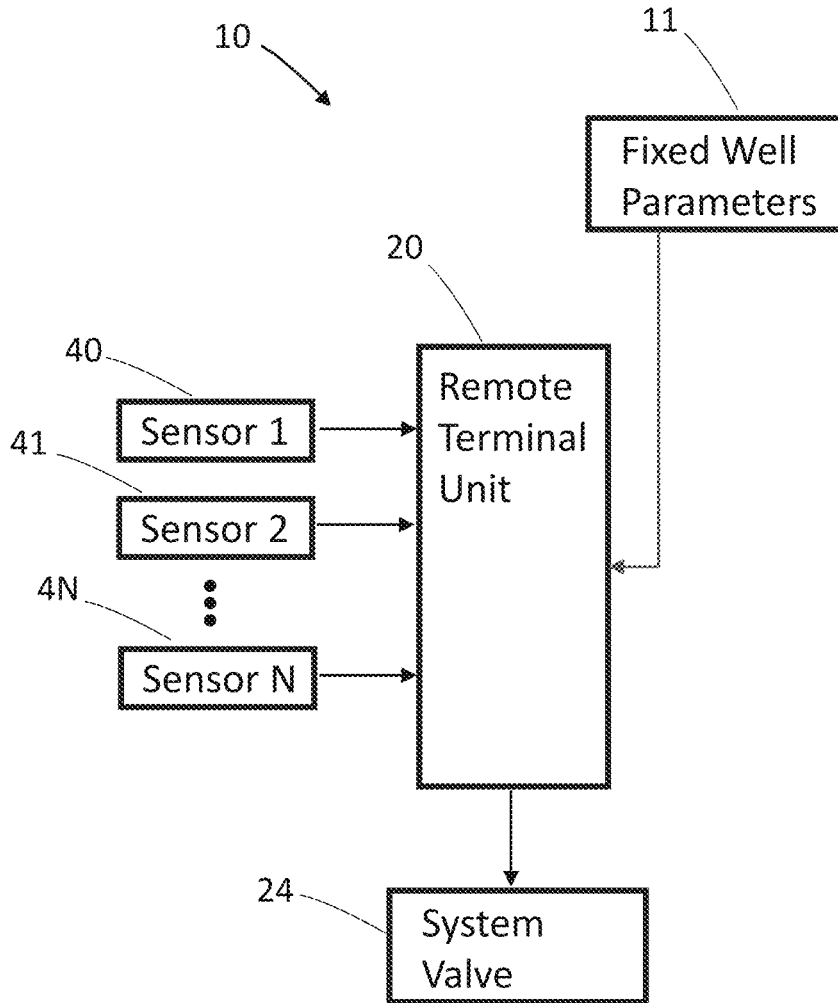 10
11
Fixed Well
Parameters
20
40
Remote
Terminal
Unit
Sensor 1
41
Sensor 2
4N
Sensor N
24
System
Valve